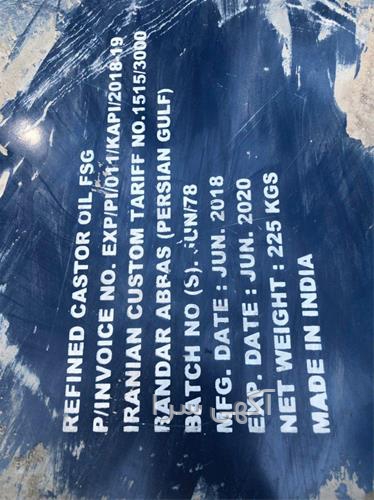 REFINED CASTOR OIL FSG
P/INVOICE NO. EXP/PI/011/KAPI/2018-19
IRANIAN CUSTOM TARIFF NO.1515/3000
BANDAR ABRAS (PERSIAN GULF)
BATCH NO (S). JUN/78
MFG. DATE : JUN. 2018
EXP. DATE : JUN. 2020
NET WEIGHT : 225 KGS
MADE IN INDIA
آگهی سرا